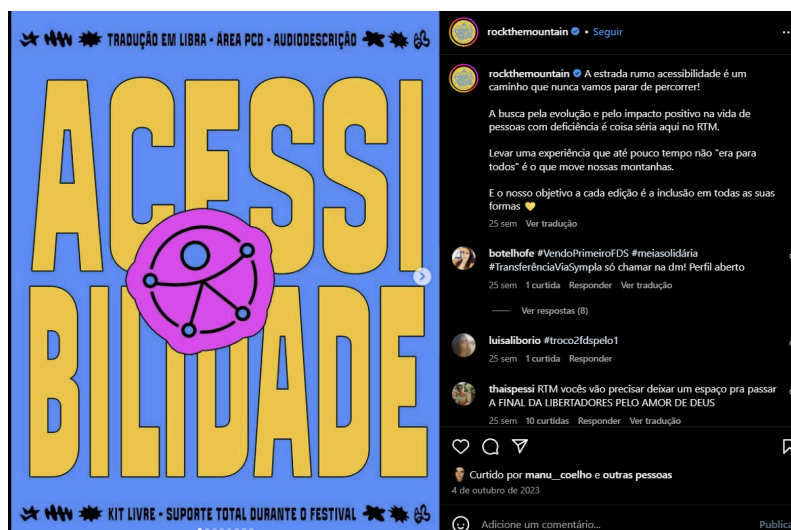 TRADUÇÃO EM LIBRA - ÁREA PCD - AUDIODESCRIÇÃO
ACESSI
BILIDADE
KIT LIVRE - SUPORTE TOTAL DURANTE O FESTIVAL
rockthemountain • Seguir
rockthemountain A estrada rumo acessibilidade é um
caminho que nunca vamos parar de percorrer!
A busca pela evolução e pelo impacto positivo na vida de
pessoas com deficiência é coisa séria aqui no RTM.
Levar uma experiência que até pouco tempo não "era para
todos" é o que move nossas montanhas.
E o nosso objetivo a cada edição é a inclusão em todas as suas
formas 💛
25 sem Ver tradução
botelhofe #VendoPrimeiroFDS #meiasolidária
#TransferênciaViaSympla só chamar na dm! Perfil aberto
25 sem 1 curtida Responder Ver tradução
Ver respostas (8)
luisaliborio #troco2fdspelo1
25 sem 1 curtida Responder
thaispessi RTM vocês vão precisar deixar um espaço pra passar
A FINAL DA LIBERTADORES PELO AMOR DE DEUS
25 sem 10 curtidas Responder Ver tradução
Curtido por manu__coelho e outras pessoas
4 de outubro de 2023
Adicione um comentário... Publica